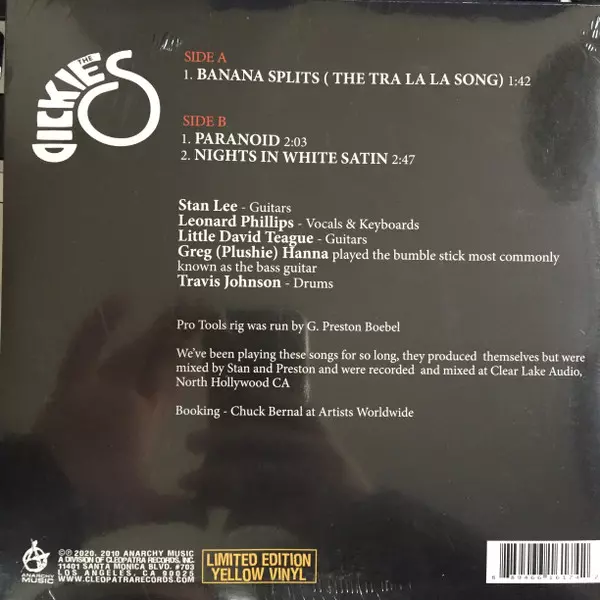 THE
DICKIES
SIDE A
1. BANANA SPLITS ( THE TRA LA LA SONG) 1:42
SIDE B
1. PARANOID 2:03
2. NIGHTS IN WHITE SATIN 2:47
Stan Lee - Guitars
Leonard Phillips - Vocals & Keyboards
Little David Teague - Guitars
Greg (Plushie) Hanna played the bumble stick most commonly
known as the bass guitar
Travis Johnson - Drums
Pro Tools rig was run by G. Preston Boebel
We've been playing these songs for so long, they produced themselves but were
mixed by Stan and Preston and were recorded and mixed at Clear Lake Audio,
North Hollywood CA
Booking - Chuck Bernal at Artists Worldwide
ANARCHY
MUSIC
©℗ 2020, 2010 ANARCHY MUSIC
A DIVISION OF CLEOPATRA RECORDS, INC.
11401 SANTA MONICA BLVD. #703
LOS ANGELES, CA 90025
WWW.CLEOPATRARECORDS.COM
LIMITED EDITION
YELLOW VINYL